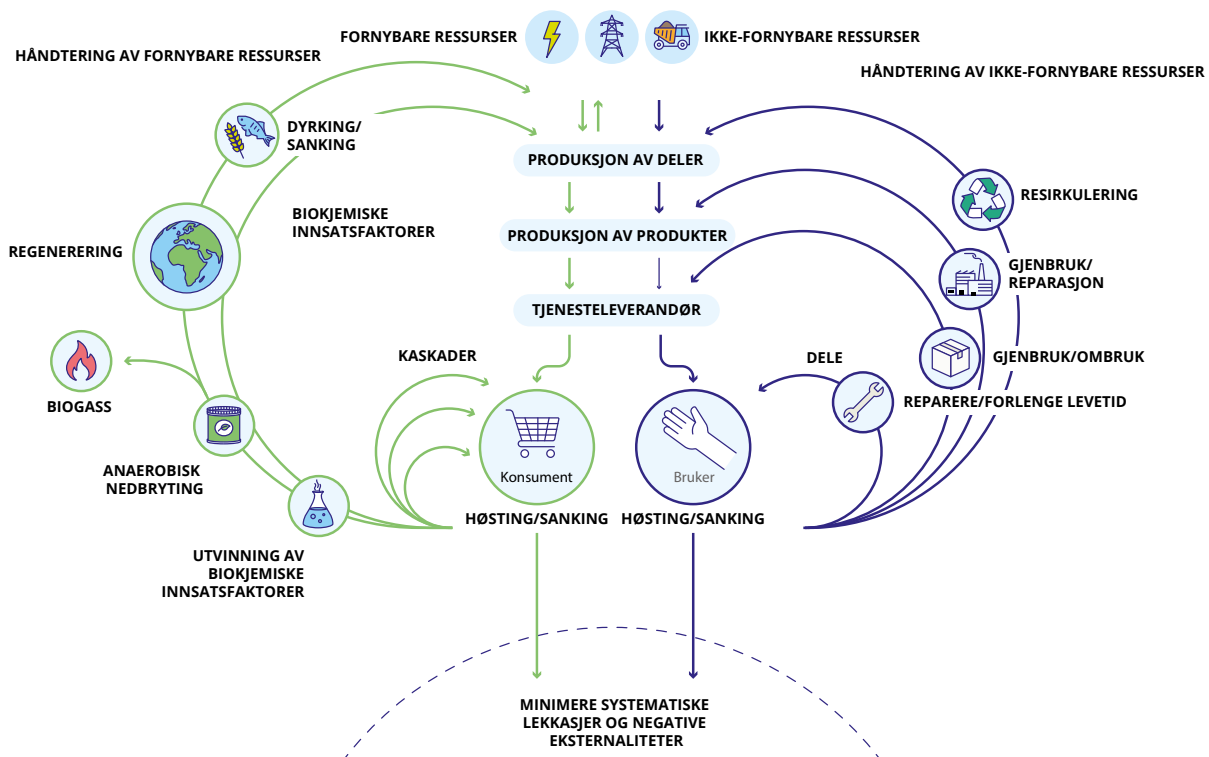 FORNYBARE RESSURSER
IKKE-FORNYBARE RESSURSER
HÅNDTERING AV FORNYBARE RESSURSER
HÅNDTERING AV IKKE-FORNYBARE RESSURSER
DYRKING/
SANKING
PRODUKSJON AV DELER
RESIRKULERING
BIOKJEMISKE
INNSATSFAKTORER
REGENERERING
PRODUKSJON AV PRODUKTER
GJENBRUK/
REPARASJON
TJENESTELEVERANDØR
KASKADER
DELE
GJENBRUK/OMBRUK
BIOGASS
REPARERE/FORLENGE LEVETID
ANAEROBISK
NEDBRYTING
Konsument
Bruker
HØSTING/SANKING
HØSTING/SANKING
UTVINNING AV
BIOKJEMISKE
INNSATSFAKTORER
MINIMERE SYSTEMATISKE
LEKKASJER OG NEGATIVE
EKSTERNALITETER